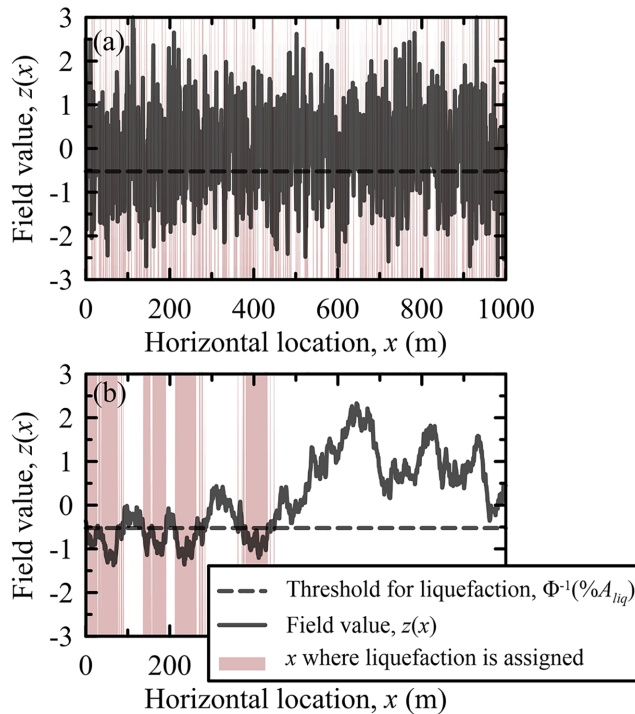 (a)
3
2
1
0
-1
-2
-3
Field value, z(x)
0 200 400 600 800 1000
Horizontal location, x (m)
(b)
3
2
1
0
-1
-2
-3
Field value, z(x)
0 200
Horizontal location, x (m)
Threshold for liquefaction, Φ⁻¹(%A_liq)
Field value, z(x)
x where liquefaction is assigned